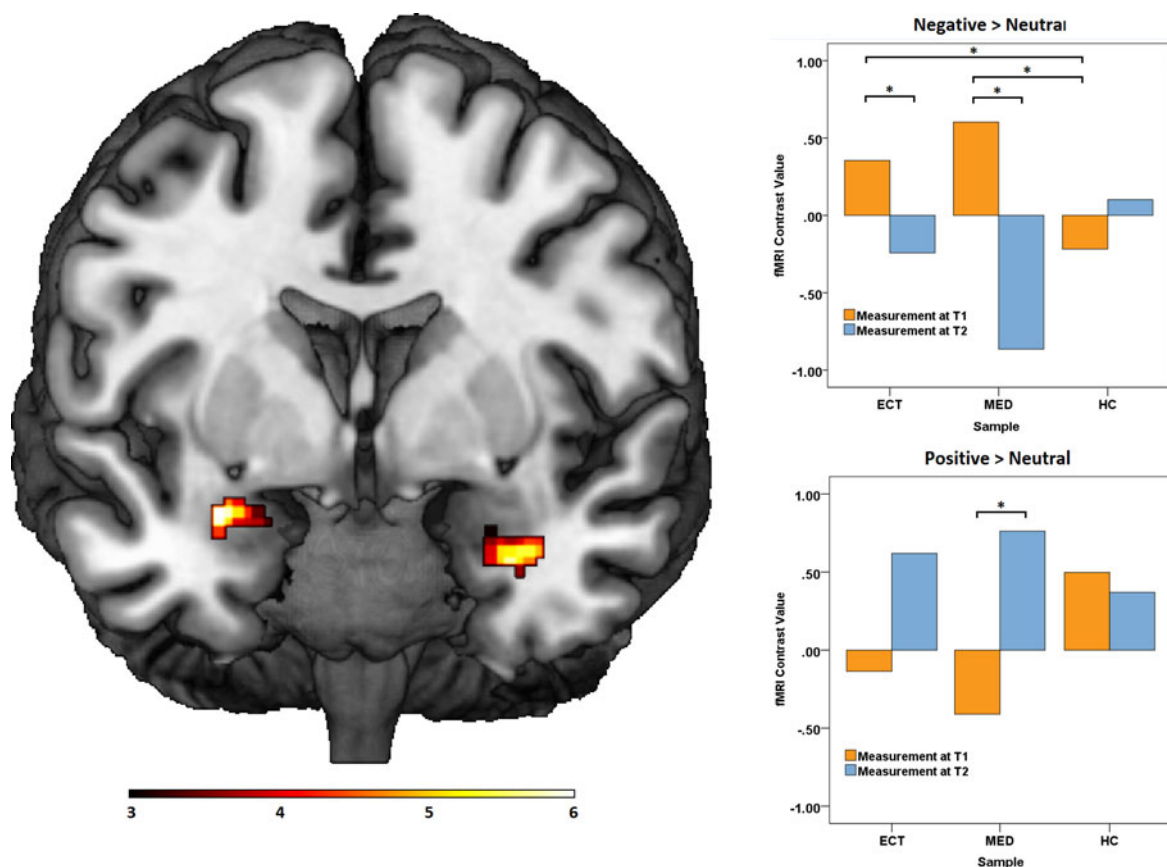 Negative > Neutral
1.00
.50
.00
-.50
-1.00
fMRI Contrast Value
*
*
*
*
Measurement at T1
Measurement at T2
ECT MED HC
Sample
Positive > Neutral
1.00
.50
.00
-.50
-1.00
fMRI Contrast Value
*
Measurement at T1
Measurement at T2
ECT MED HC
Sample
3 4 5 6